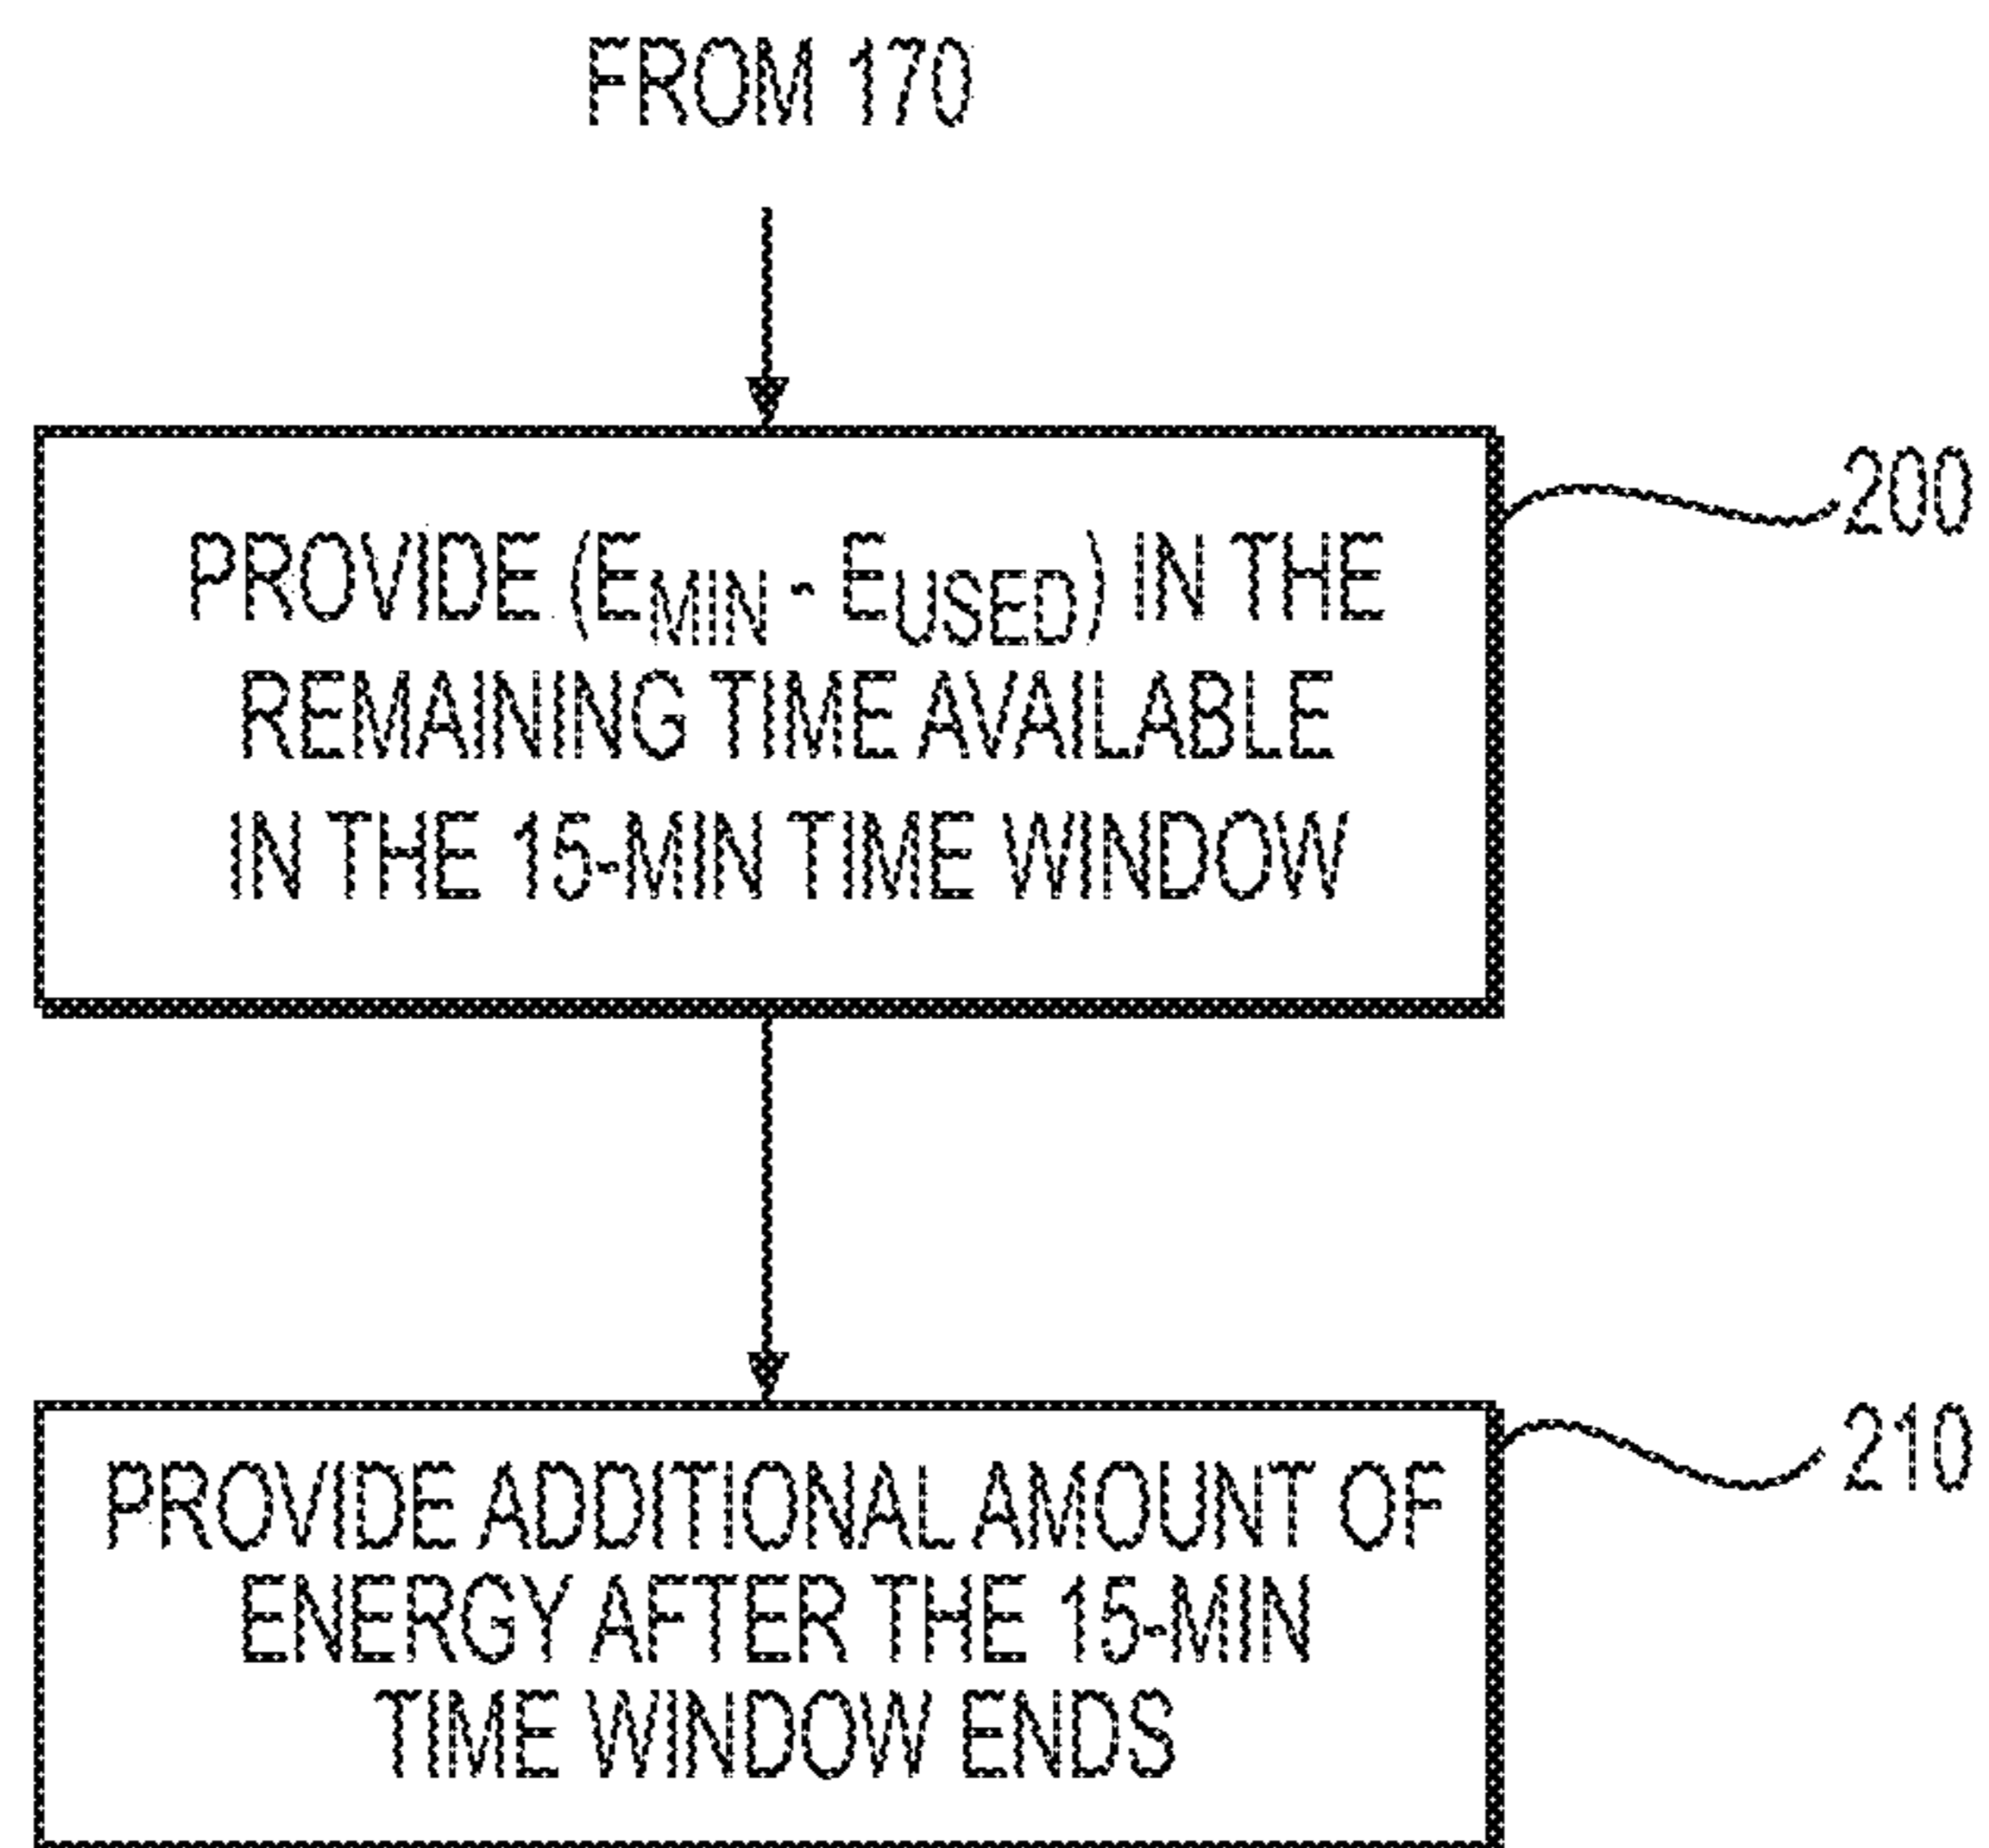 FROM 170
200
PROVIDE (EMIN - EUSED) IN THE
REMAINING TIME AVAILABLE
IN THE 15-MIN TIME WINDOW
210
PROVIDE ADDITIONAL AMOUNT OF
ENERGY AFTER THE 15-MIN
TIME WINDOW ENDS